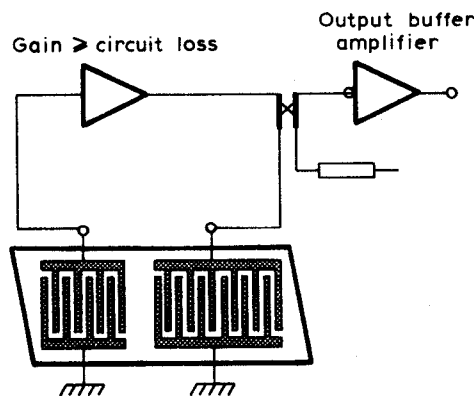 Output buffer
Gain ⩾ circuit loss
amplifier